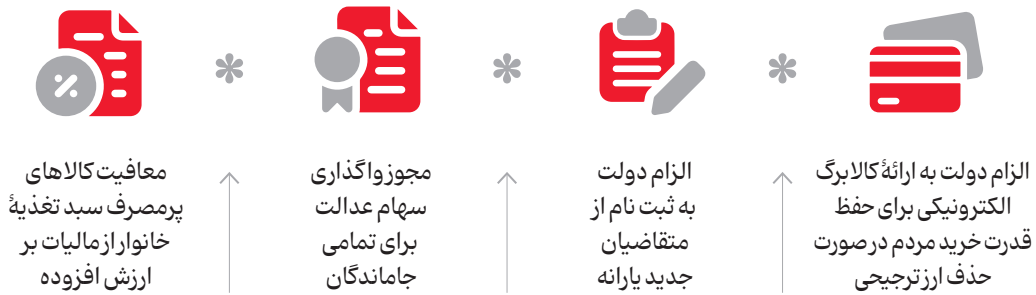 الزام دولت به ارائهٔ کالابرگ
الکترونیکی برای حفظ
قدرت خرید مردم در صورت
حذف ارز ترجیحی
الزام دولت
به ثبت نام از
متقاضیان
جدید یارانه
مجوز واگذاری
سهام عدالت
برای تمامی
جاماندگان
معافیت کالاهای
پرمصرف سبد تغذیهٔ
خانوار از مالیات بر
ارزش افزوده